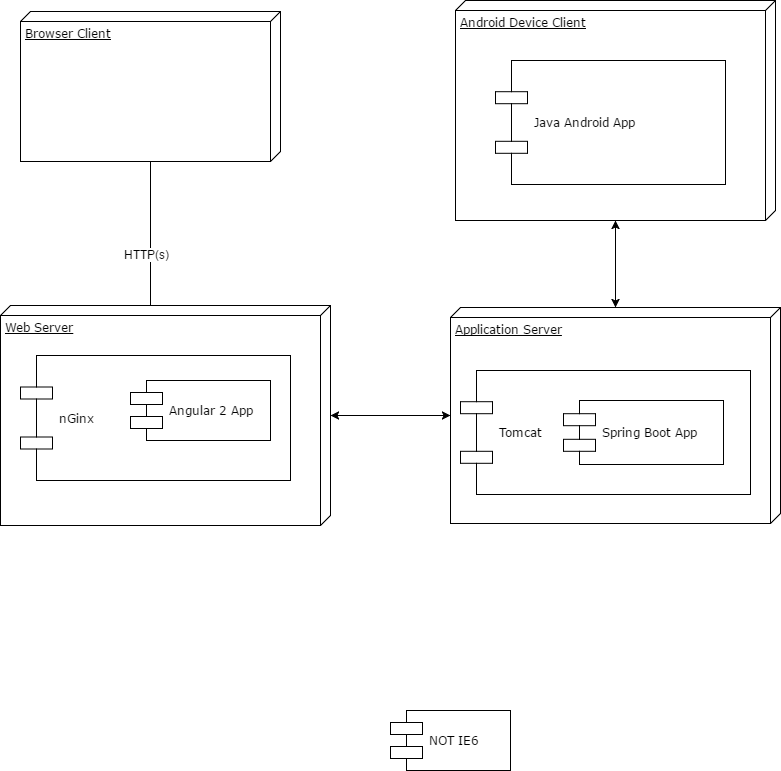 Browser Client
Android Device Client
Java Android App
HTTP(s)
Web Server
nGinx
Angular 2 App
Application Server
Tomcat
Spring Boot App
NOT IE6